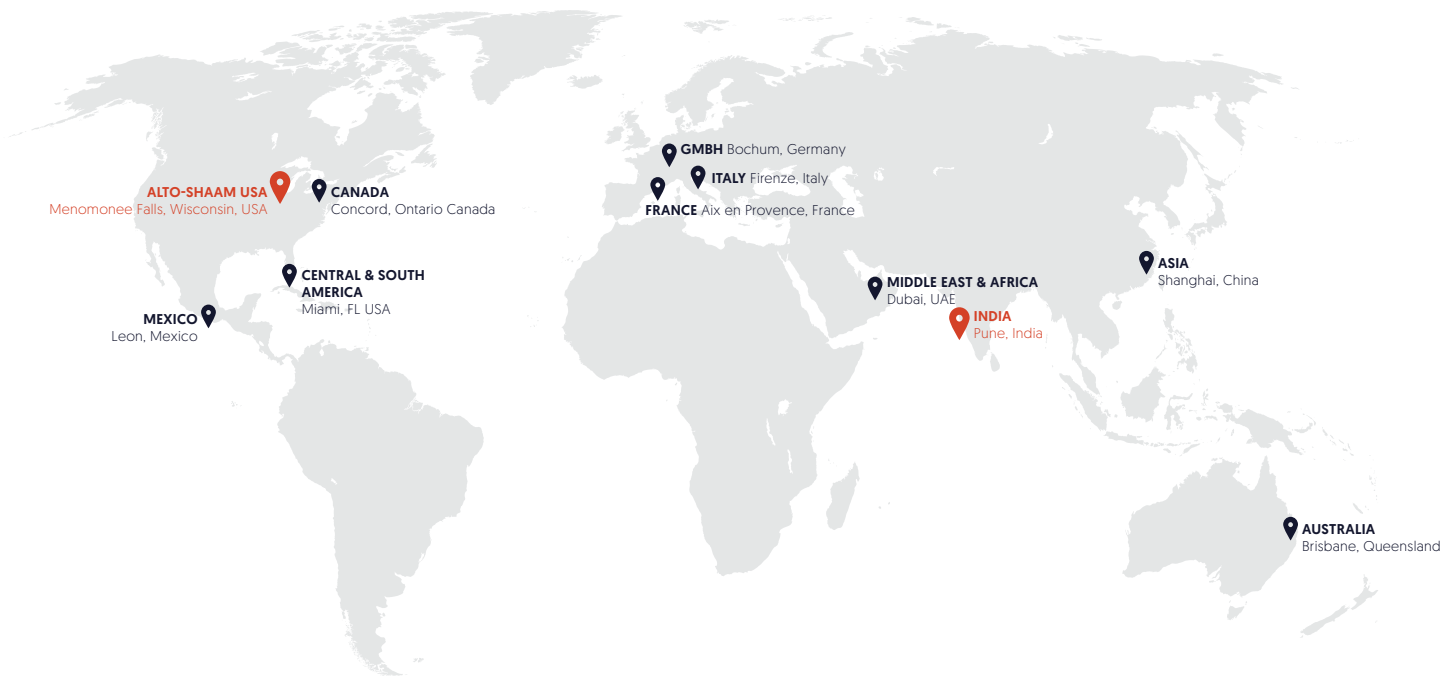 GMBH Bochum, Germany
ITALY Firenze, Italy
ALTO-SHAAM USA
Menomonee Falls, Wisconsin, USA
CANADA
Concord, Ontario Canada
FRANCE Aix en Provence, France
CENTRAL & SOUTH
AMERICA
Miami, FL USA
MEXICO
Leon, Mexico
MIDDLE EAST & AFRICA
Dubai, UAE
INDIA
Pune, India
ASIA
Shanghai, China
AUSTRALIA
Brisbane, Queensland